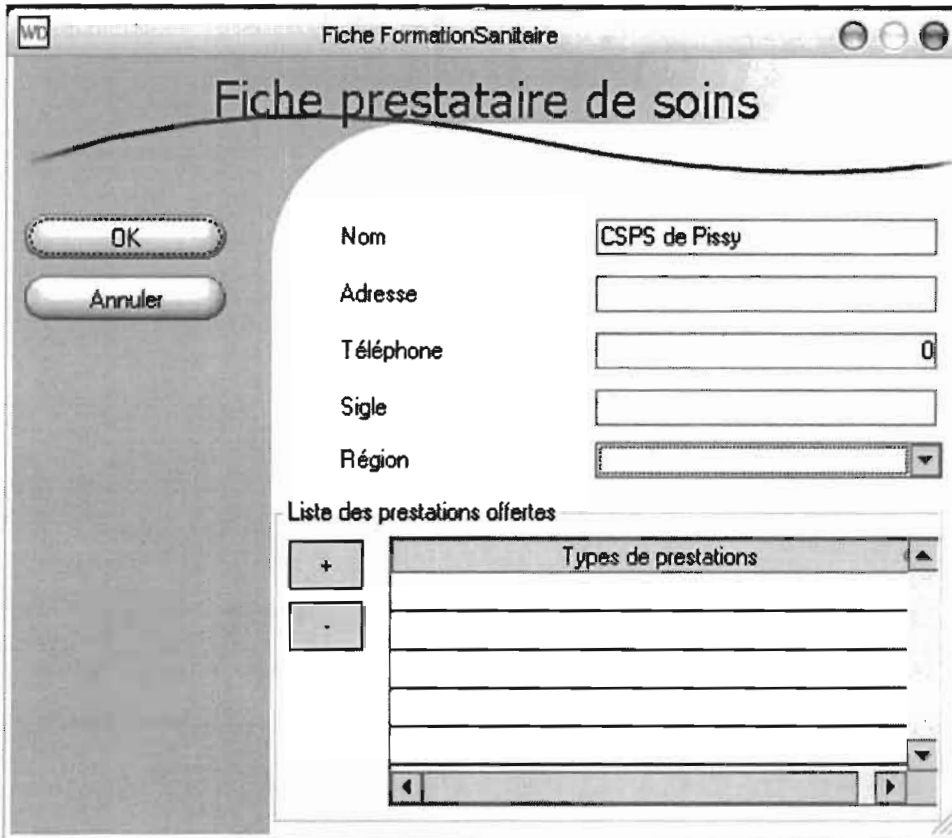 WD Fiche FormationSanitaire
Fiche prestataire de soins
OK
Annuler
Nom CSPS de Pissy
Adresse
Téléphone 0
Sigle
Région
Liste des prestations offertes
+
-
Types de prestations